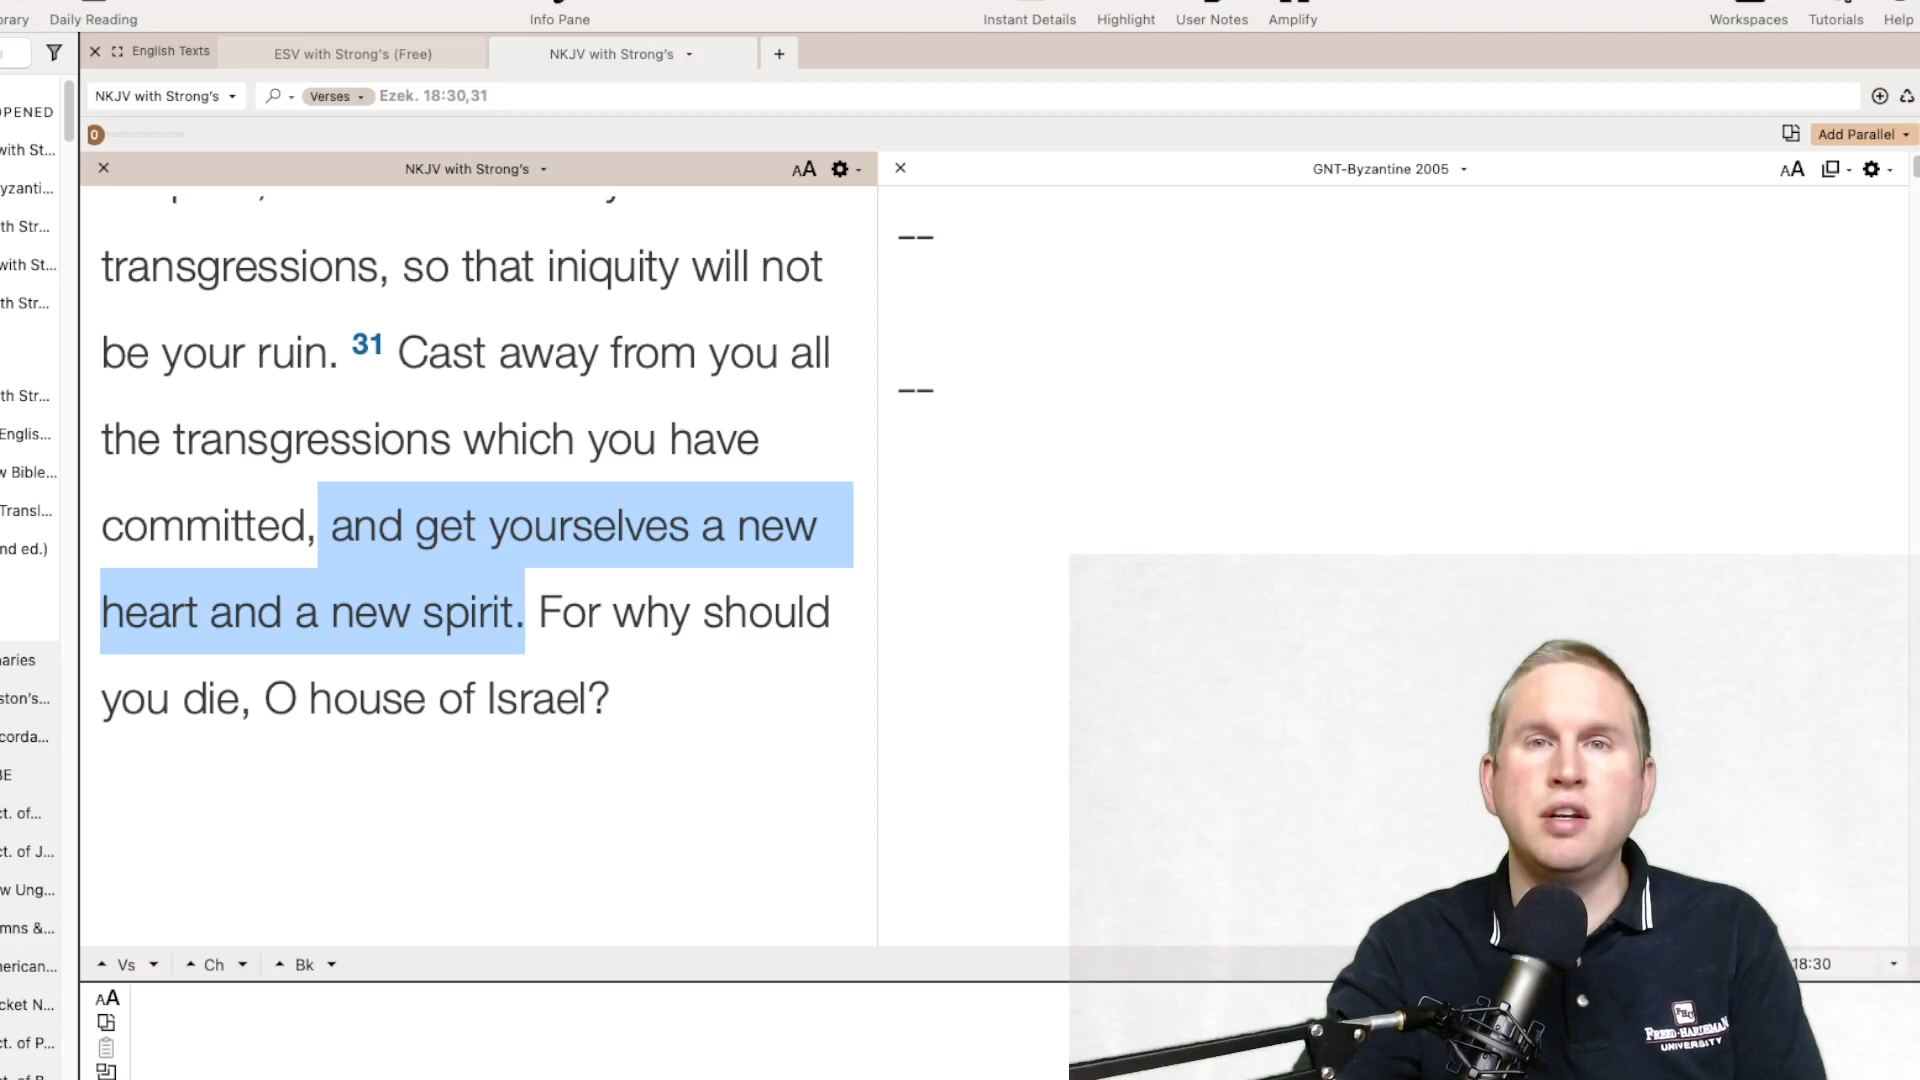 Daily Reading
Info Pane
Instant Details
Highlight
User Notes
Amplify
Workspaces
Tutorials
Help
English Texts
ESV with Strong's (Free)
NKJV with Strong's
+
NKJV with Strong's
Verses
Ezek. 18:30,31
0
Add Parallel
NKJV with Strong's
AA
GNT-Byzantine 2005
AA
transgressions, so that iniquity will not
be your ruin. 31 Cast away from you all
the transgressions which you have
committed, and get yourselves a new
heart and a new spirit. For why should
you die, O house of Israel?
Vs
Ch
Bk
18:30
AA
FREED-HARDEMAN
UNIVERSITY